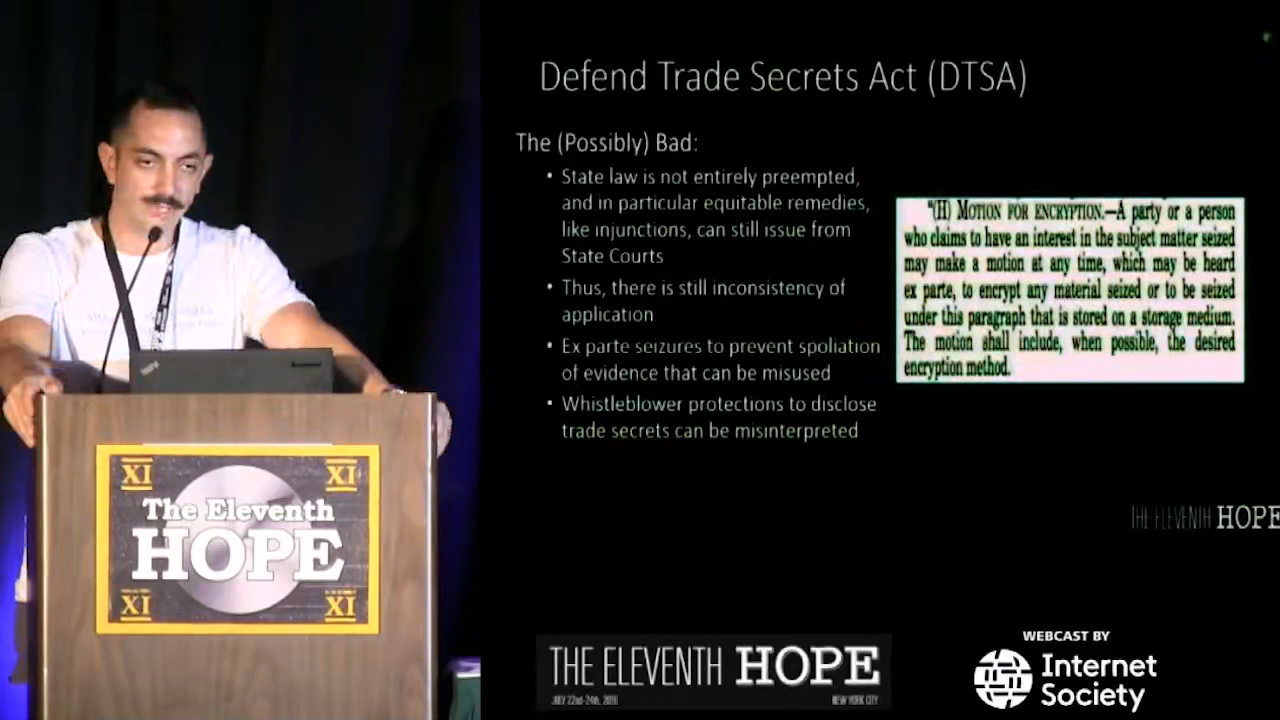 Defend Trade Secrets Act (DTSA)
The (Possibly) Bad:
• State law is not entirely preempted,
and in particular equitable remedies,
like injunctions, can still issue from
State Courts
• Thus, there is still inconsistency of
application
• Ex parte seizures to prevent spoliation
of evidence that can be misused
• Whistleblower protections to disclose
trade secrets can be misinterpreted
"(H) MOTION FOR ENCRYPTION.—A party or a person
who claims to have an interest in the subject matter seized
may make a motion at any time, which may be heard
ex parte, to encrypt any material seized or to be seized
under this paragraph that is stored on a storage medium.
The motion shall include, when possible, the desired
encryption method.
THE ELEVENTH HOPE
XI XI
The Eleventh
HOPE
XI XI
THE ELEVENTH HOPE
NEW YORK CITY
WEBCAST BY
Internet
Society